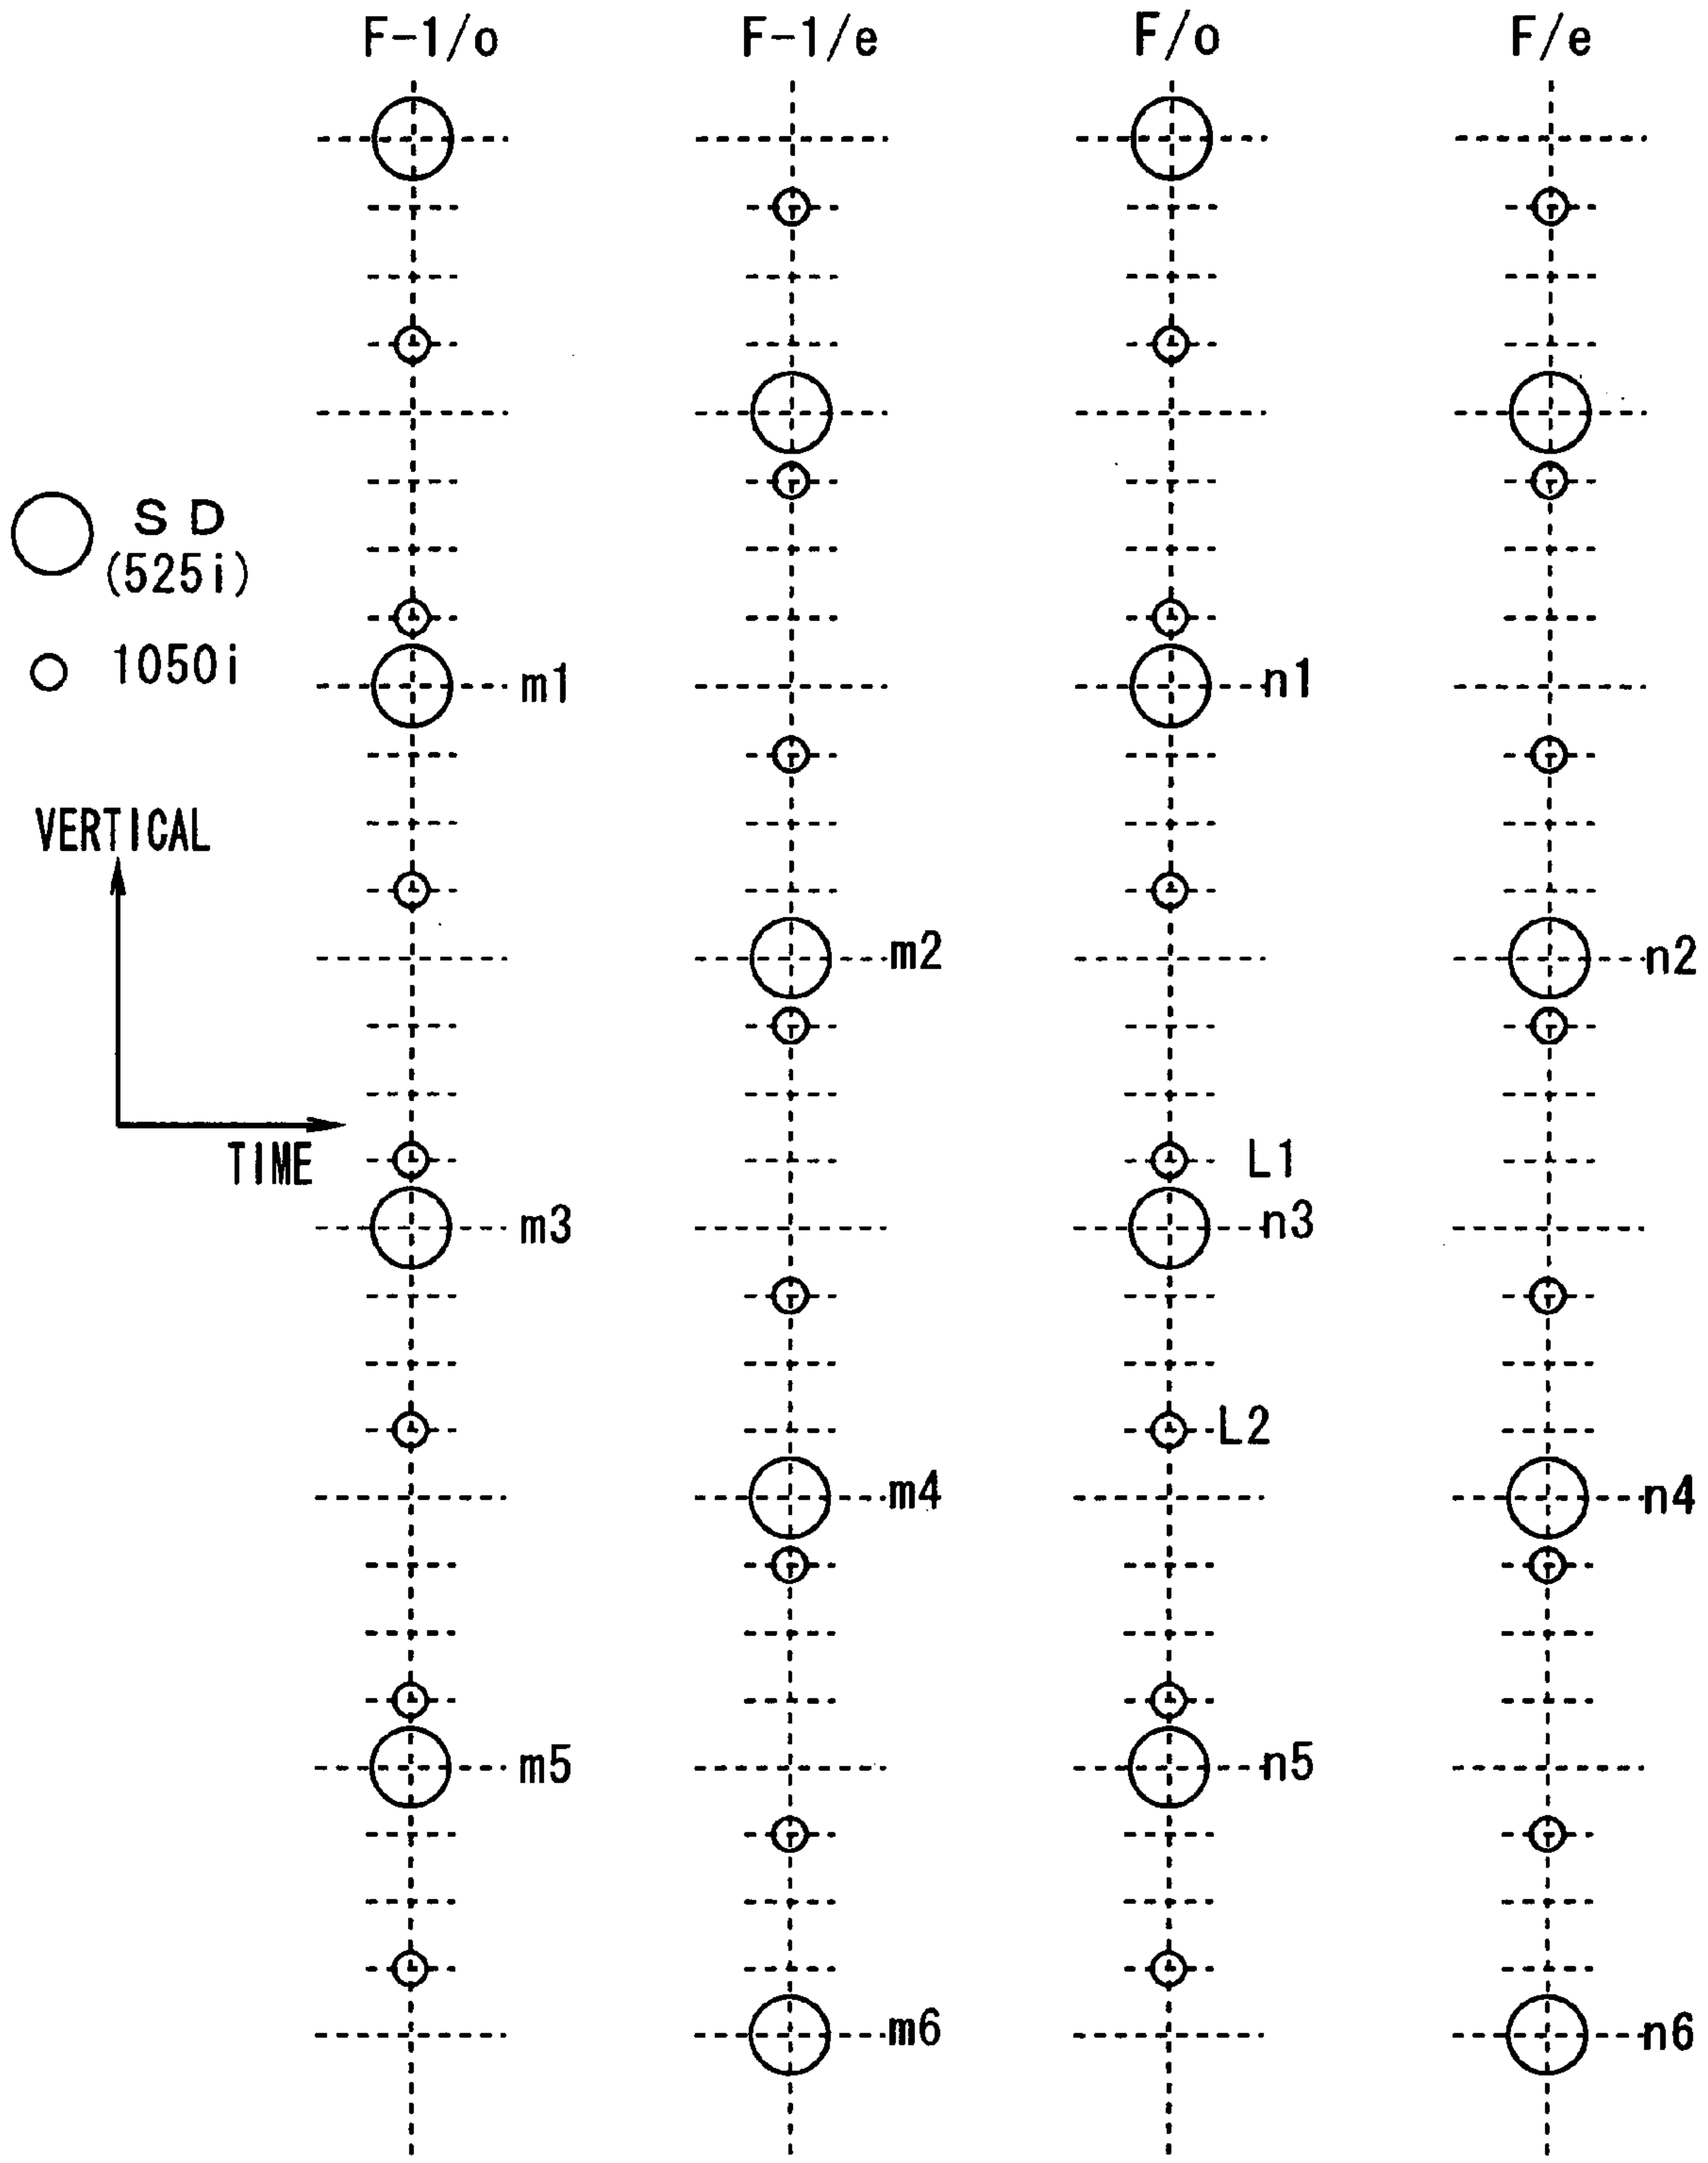 F-1/o F-1/e F/o F/e
SD
(525i)
1050i
m1 n1
VERTICAL
m2 n2
TIME
L1
m3 n3
L2
m4 n4
m5 n5
m6 n6